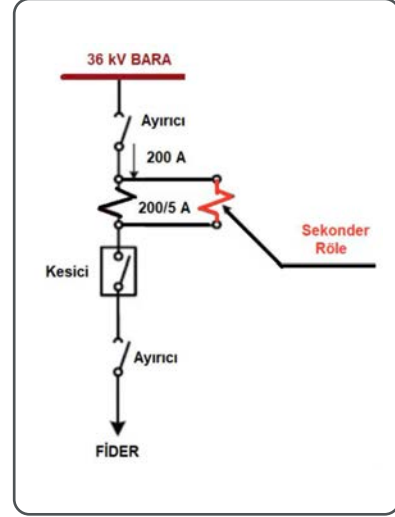 36 kV BARA
Ayırıcı
200 A
200/5 A
Sekonder
Röle
Kesici
Ayırıcı
FİDER